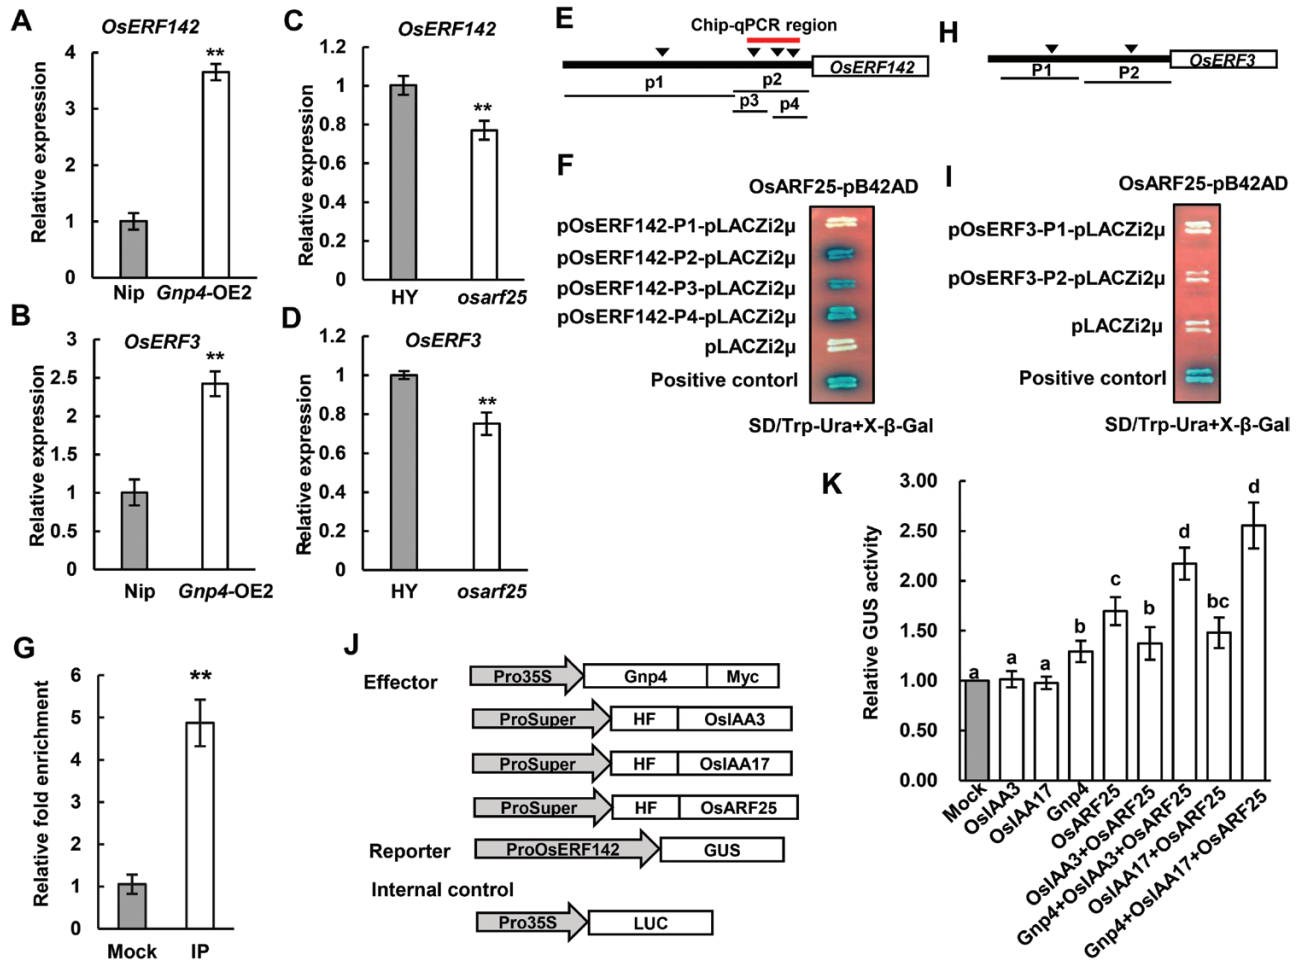 A
OsERF142
Relative expression
4
3
2
1
0
**
Nip
Gnp4-OE2
B
OsERF3
Relative expression
3
2.5
2
1.5
1
0.5
0
**
Nip
Gnp4-OE2
C
OsERF142
Relative expression
1.2
1
0.8
0.6
0.4
0.2
0
**
HY
osarf25
D
OsERF3
Relative expression
1.2
1
0.8
0.6
0.4
0.2
0
**
HY
osarf25
E
Chip-qPCR region
OsERF142
p1
p2
p3
p4
F
OsARF25-pB42AD
pOsERF142-P1-pLACZi2μ
pOsERF142-P2-pLACZi2μ
pOsERF142-P3-pLACZi2μ
pOsERF142-P4-pLACZi2μ
pLACZi2μ
Positive contorl
SD/Trp-Ura+X-β-Gal
G
Relative fold enrichment
6
5
4
3
2
1
0
**
Mock
IP
H
OsERF3
P1
P2
I
OsARF25-pB42AD
pOsERF3-P1-pLACZi2μ
pOsERF3-P2-pLACZi2μ
pLACZi2μ
Positive contorl
SD/Trp-Ura+X-β-Gal
J
Effector
Pro35S
Gnp4
Myc
ProSuper
HF
OsIAA3
ProSuper
HF
OsIAA17
ProSuper
HF
OsARF25
Reporter
ProOsERF142
GUS
Internal control
Pro35S
LUC
K
Relative GUS activity
3.00
2.50
2.00
1.50
1.00
0.50
0.00
a
a
a
b
c
b
d
bc
d
Mock
OsIAA3
OsIAA17
Gnp4
OsARF25
OsIAA3+OsARF25
Gnp4+OsIAA3+OsARF25
OsIAA17+OsARF25
Gnp4+OsIAA17+OsARF25